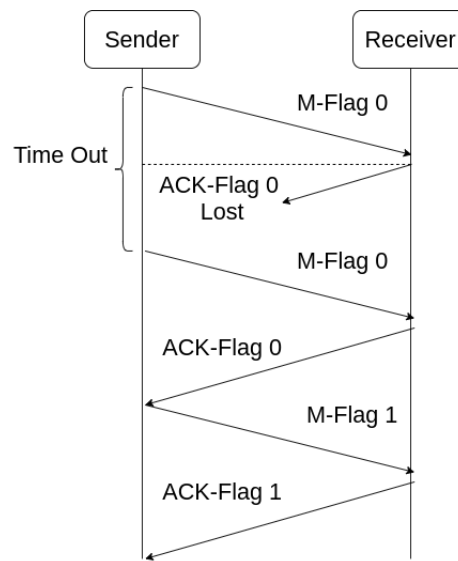 Sender
Receiver
M-Flag 0
Time Out
ACK-Flag 0
Lost
M-Flag 0
ACK-Flag 0
M-Flag 1
ACK-Flag 1